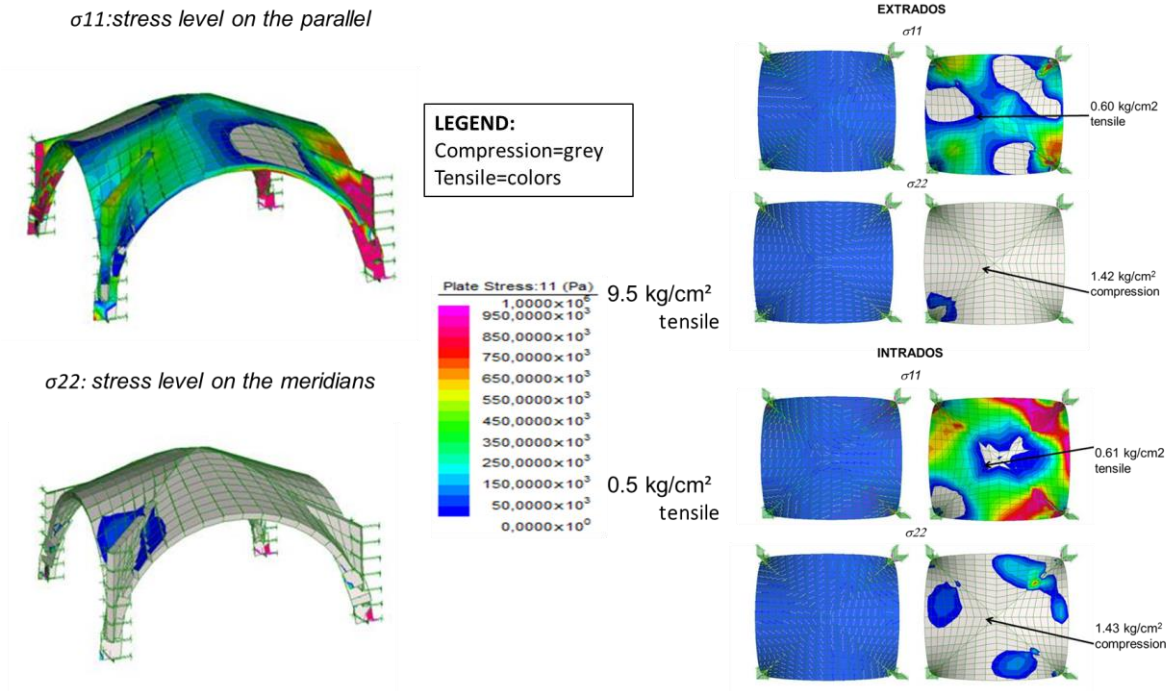 σ11:stress level on the parallel
LEGEND:
Compression=grey
Tensile=colors
σ22: stress level on the meridians
Plate Stress:11 (Pa)
1,0000×10⁶
950,0000×10³
850,0000×10³
750,0000×10³
650,0000×10³
550,0000×10³
450,0000×10³
350,0000×10³
250,0000×10³
150,0000×10³
50,0000×10³
0,0000×10⁰
9.5 kg/cm²
tensile
0.5 kg/cm²
tensile
EXTRADOS
σ11
0.60 kg/cm2
tensile
σ22
1.42 kg/cm²
compression
INTRADOS
σ11
0.61 kg/cm2
tensile
σ22
1.43 kg/cm²
compression